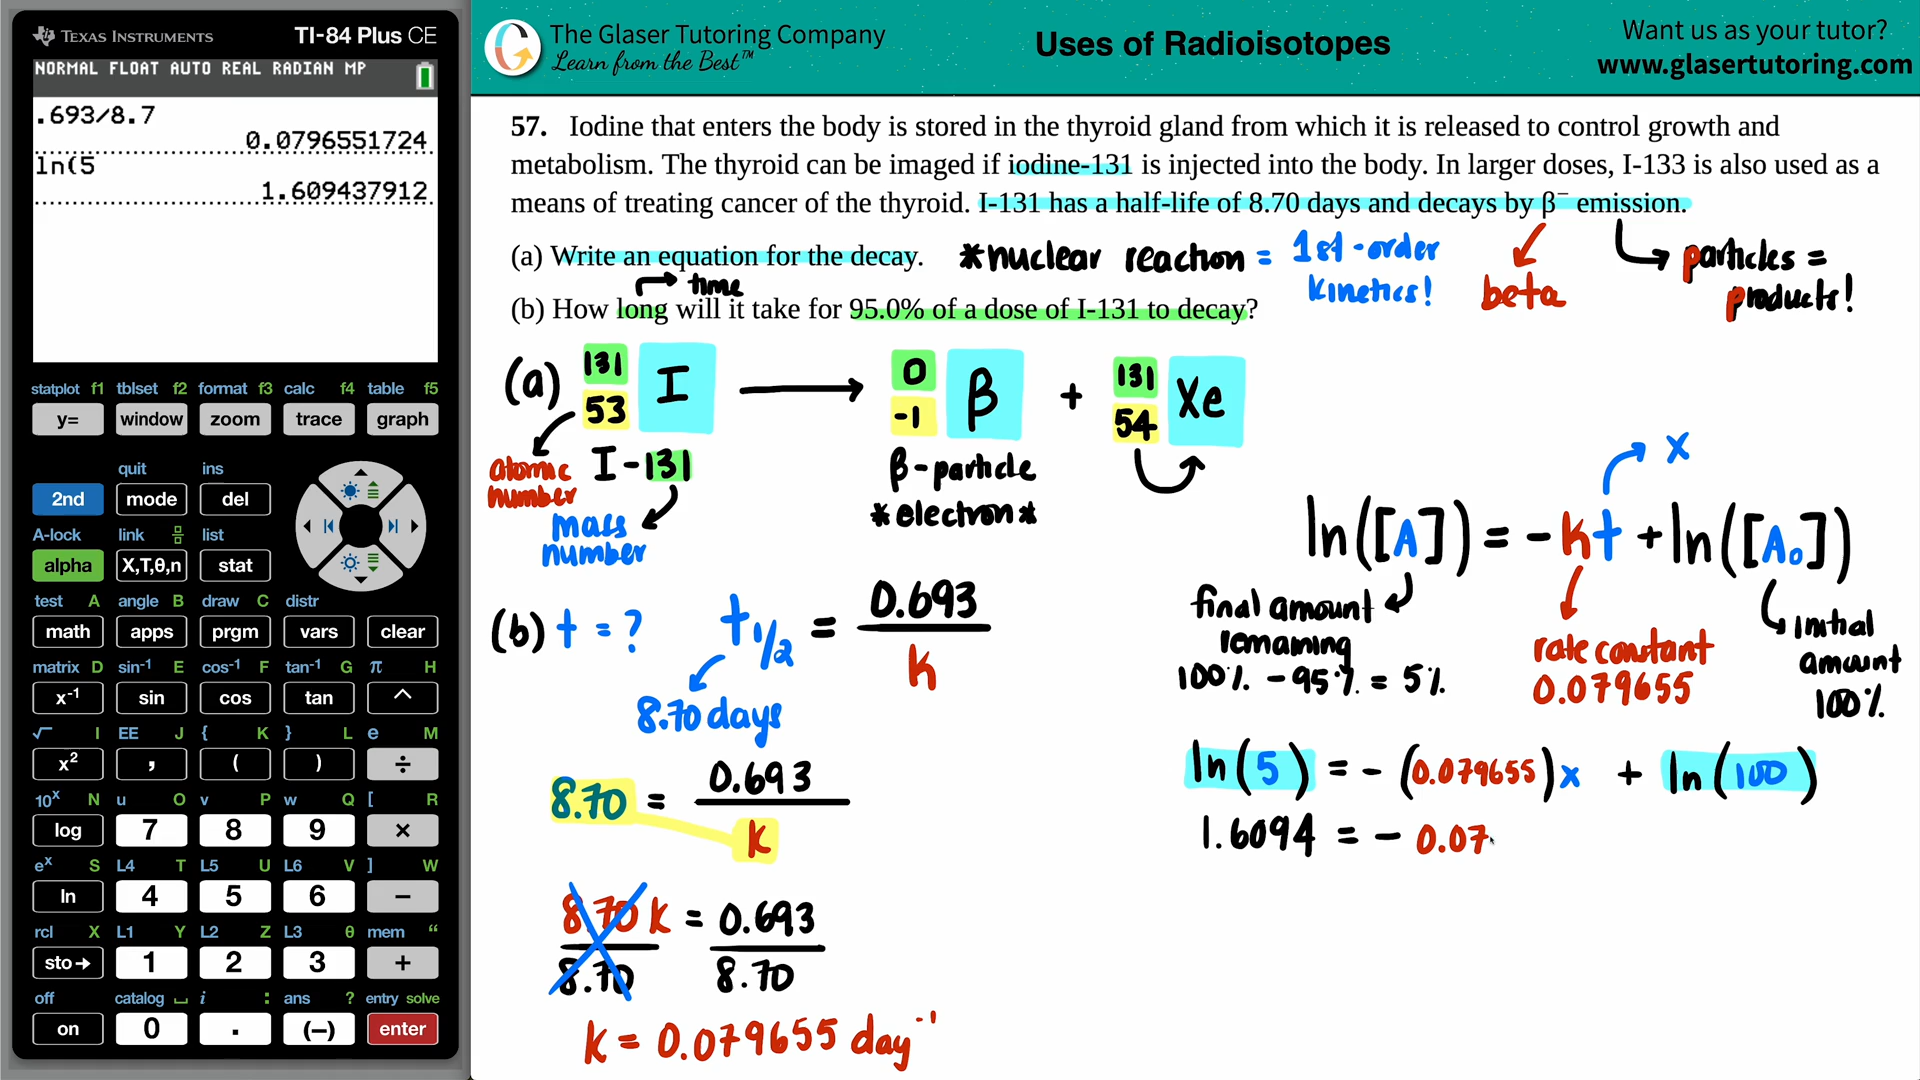 TEXAS INSTRUMENTS TI-84 Plus CE
NORMAL FLOAT AUTO REAL RADIAN MP
.693/8.7
0.0796551724
ln(5
1.609437912
statplot f1 tblset f2 format f3 calc f4 table f5
y= window zoom trace graph
quit ins
2nd mode del
A-lock link list
alpha X,T,θ,n stat
test A angle B draw C distr
math apps prgm vars clear
matrix D sin⁻¹ E cos⁻¹ F tan⁻¹ G π H
x⁻¹ sin cos tan ^
√ I EE J { K } L e M
x² , ( ) ÷
10ˣ N u O v P w Q [ R
log 7 8 9 ×
eˣ S L4 T L5 U L6 V ] W
ln 4 5 6 −
rcl X L1 Y L2 Z L3 θ mem “
sto→ 1 2 3 +
off catalog i : ans ? entry solve
on 0 . (−) enter
The Glaser Tutoring Company
Learn from the Best™
Uses of Radioisotopes
Want us as your tutor?
www.glasertutoring.com
57. Iodine that enters the body is stored in the thyroid gland from which it is released to control growth and
metabolism. The thyroid can be imaged if iodine-131 is injected into the body. In larger doses, I-133 is also used as a
means of treating cancer of the thyroid. I-131 has a half-life of 8.70 days and decays by β⁻ emission.
(a) Write an equation for the decay. *nuclear reaction = 1st-order
kinetics!
beta
particles =
products!
time
(b) How long will it take for 95.0% of a dose of I-131 to decay?
(a) 131 53 I → 0 -1 β + 131 54 Xe
atomic
number
I-131
mass
number
β-particle
*electron*
(b) t = ? t1/2 = 0.693 / k
8.70 days
8.70 = 0.693 / k
8.70 k / 8.70 = 0.693 / 8.70
k = 0.079655 day⁻¹
x
ln([A]) = -kt + ln([A₀])
final amount
remaining
100% - 95% = 5%
rate constant
0.079655
initial
amount
100%
ln(5) = -(0.079655)x + ln(100)
1.6094 = - 0.07